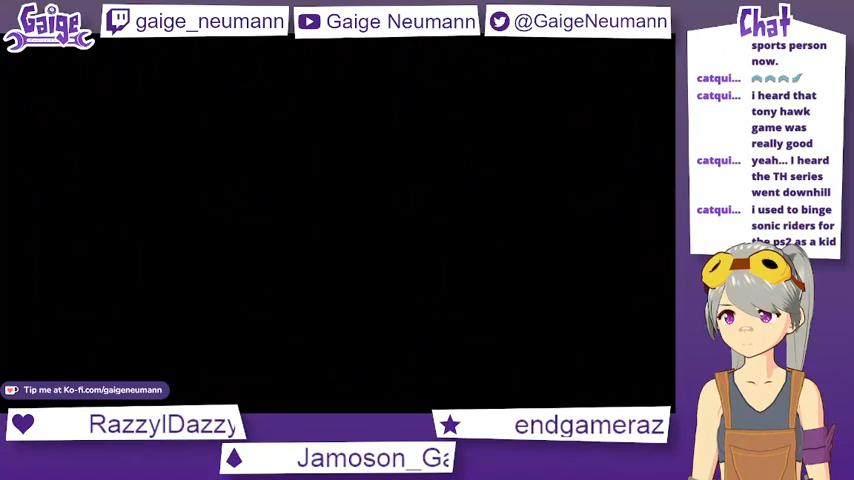 Gaige
gaige_neumann
Gaige Neumann
@GaigeNeumann
Chat
sports person
now.
catqui...
catqui... i heard that
tony hawk
game was
really good
catqui... yeah... I heard
the TH series
went downhill
catqui... i used to binge
sonic riders for
the ps2 as a kid
Tip me at Ko-fi.com/gaigeneumann
RazzylDazzy
endgameraz
Jamoson_Ga